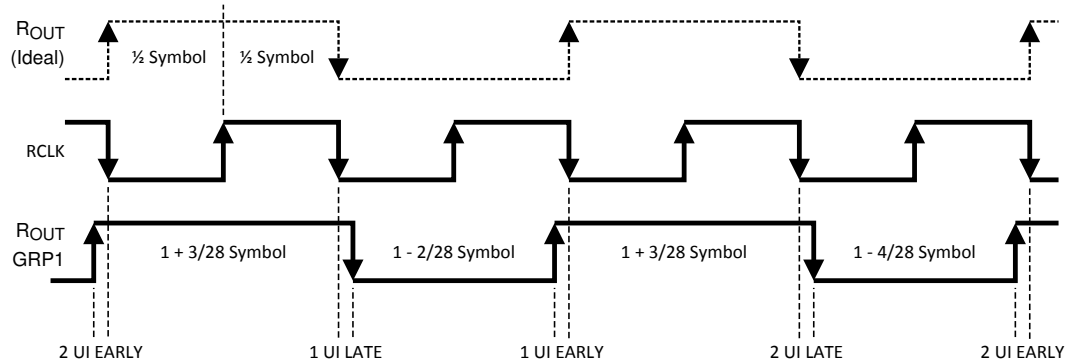 ROUT
(Ideal)
½ Symbol
½ Symbol
RCLK
ROUT
GRP1
1 + 3/28 Symbol
1 - 2/28 Symbol
1 + 3/28 Symbol
1 - 4/28 Symbol
2 UI EARLY
1 UI LATE
1 UI EARLY
2 UI LATE
2 UI EARLY